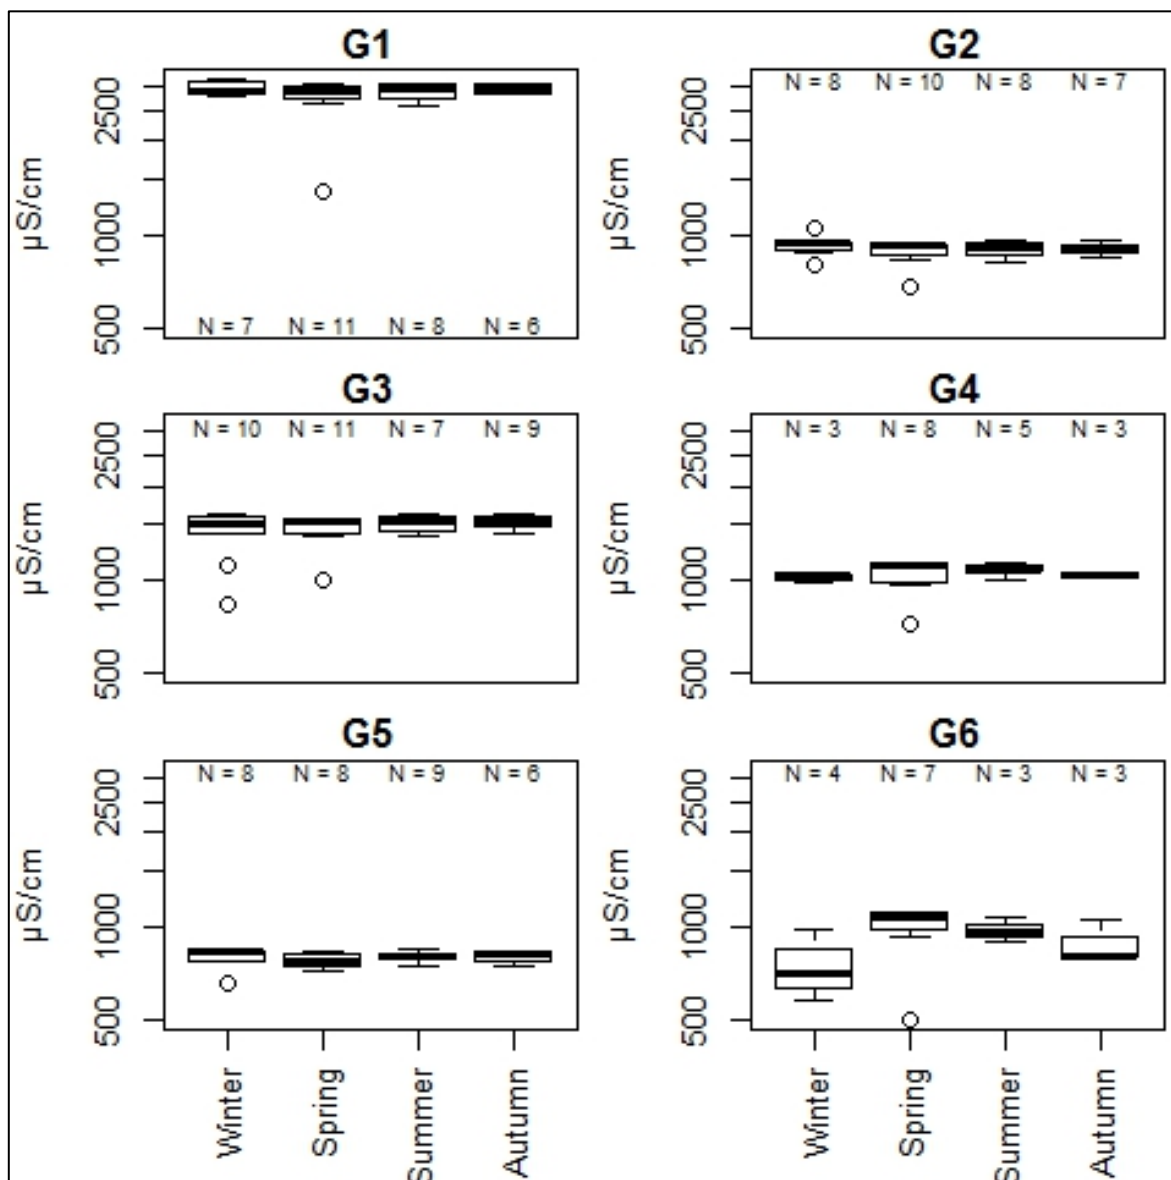 G1
G2
µS/cm
2500
1000
500
N = 7 N = 11 N = 8 N = 6
µS/cm
2500
1000
500
N = 8 N = 10 N = 8 N = 7
G3
G4
µS/cm
2500
1000
500
N = 10 N = 11 N = 7 N = 9
µS/cm
2500
1000
500
N = 3 N = 8 N = 5 N = 3
G5
G6
µS/cm
2500
1000
500
N = 8 N = 8 N = 9 N = 6
µS/cm
2500
1000
500
N = 4 N = 7 N = 3 N = 3
Winter
Spring
Summer
Autumn
Winter
Spring
Summer
Autumn